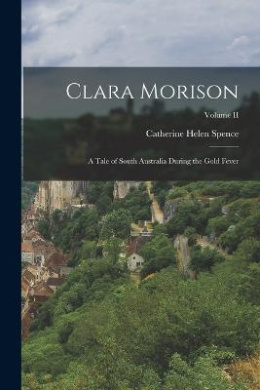 Clara Morison
Volume II
Catherine Helen Spence
A Tale of South Australia During the Gold Fever